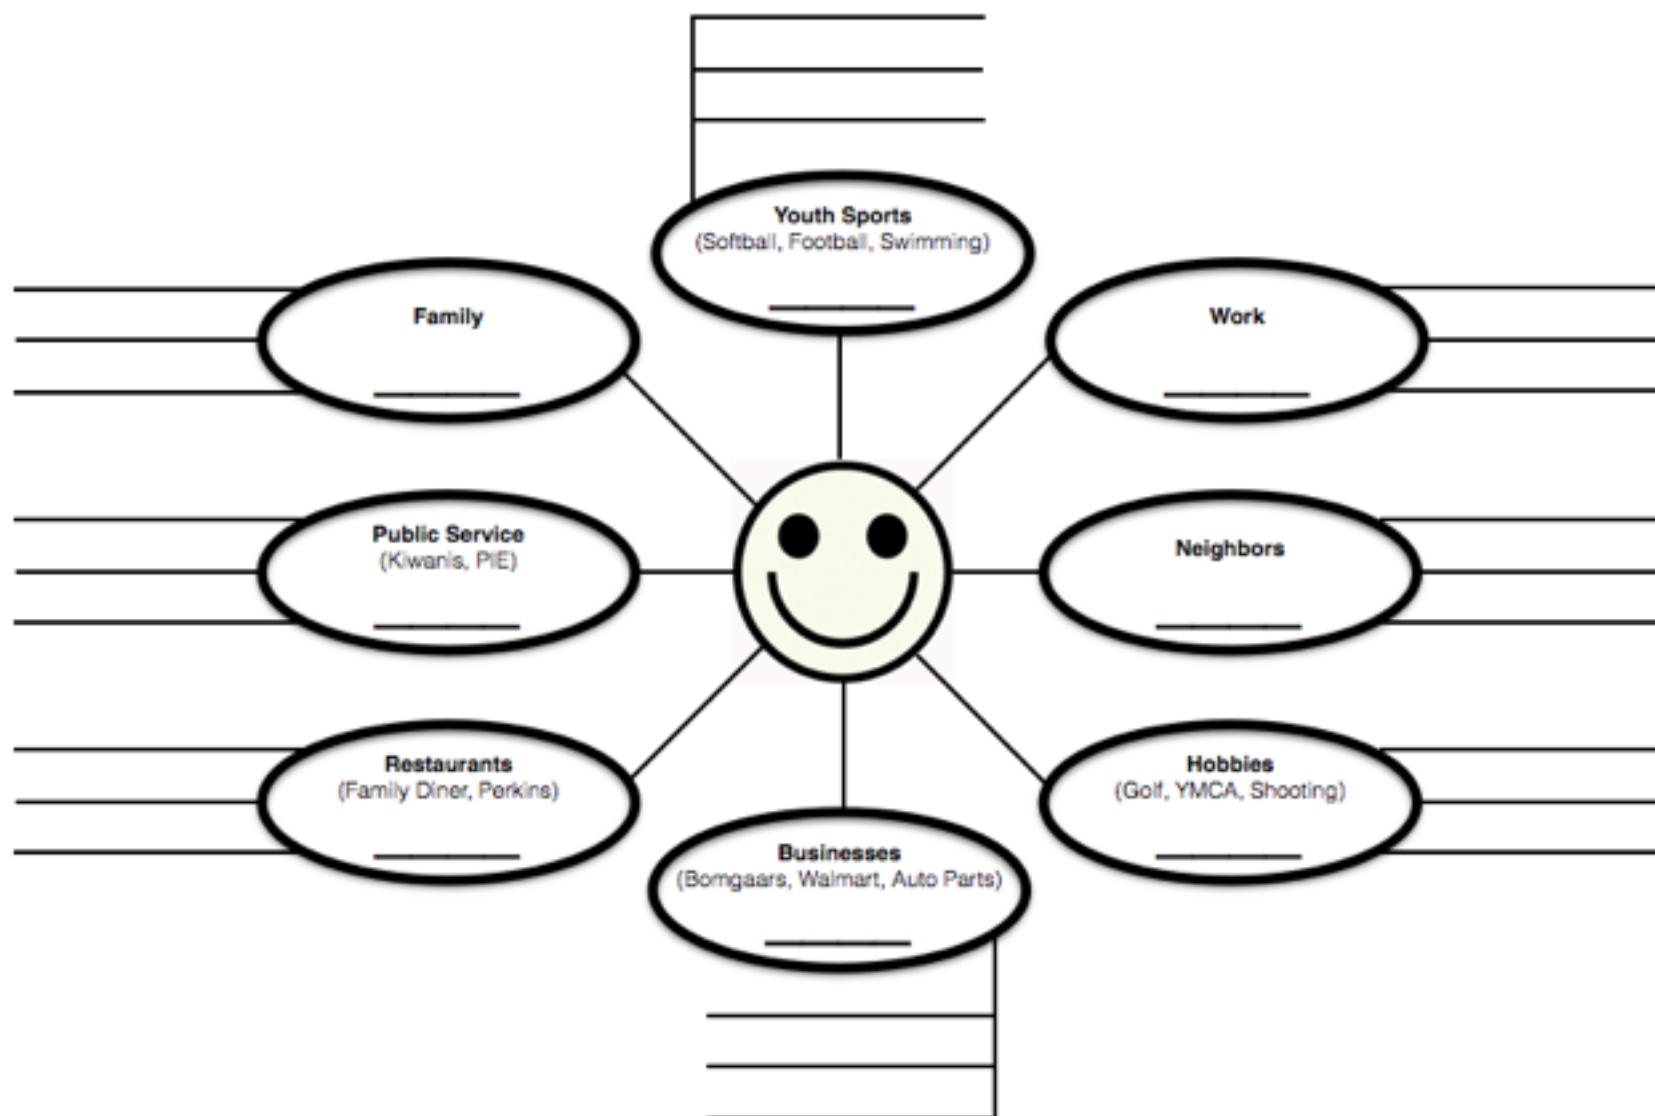 Youth Sports
(Softball, Football, Swimming)
Family
Work
Public Service
(Kiwanis, PIE)
Neighbors
Restaurants
(Family Diner, Perkins)
Hobbies
(Golf, YMCA, Shooting)
Businesses
(Bomgaars, Walmart, Auto Parts)